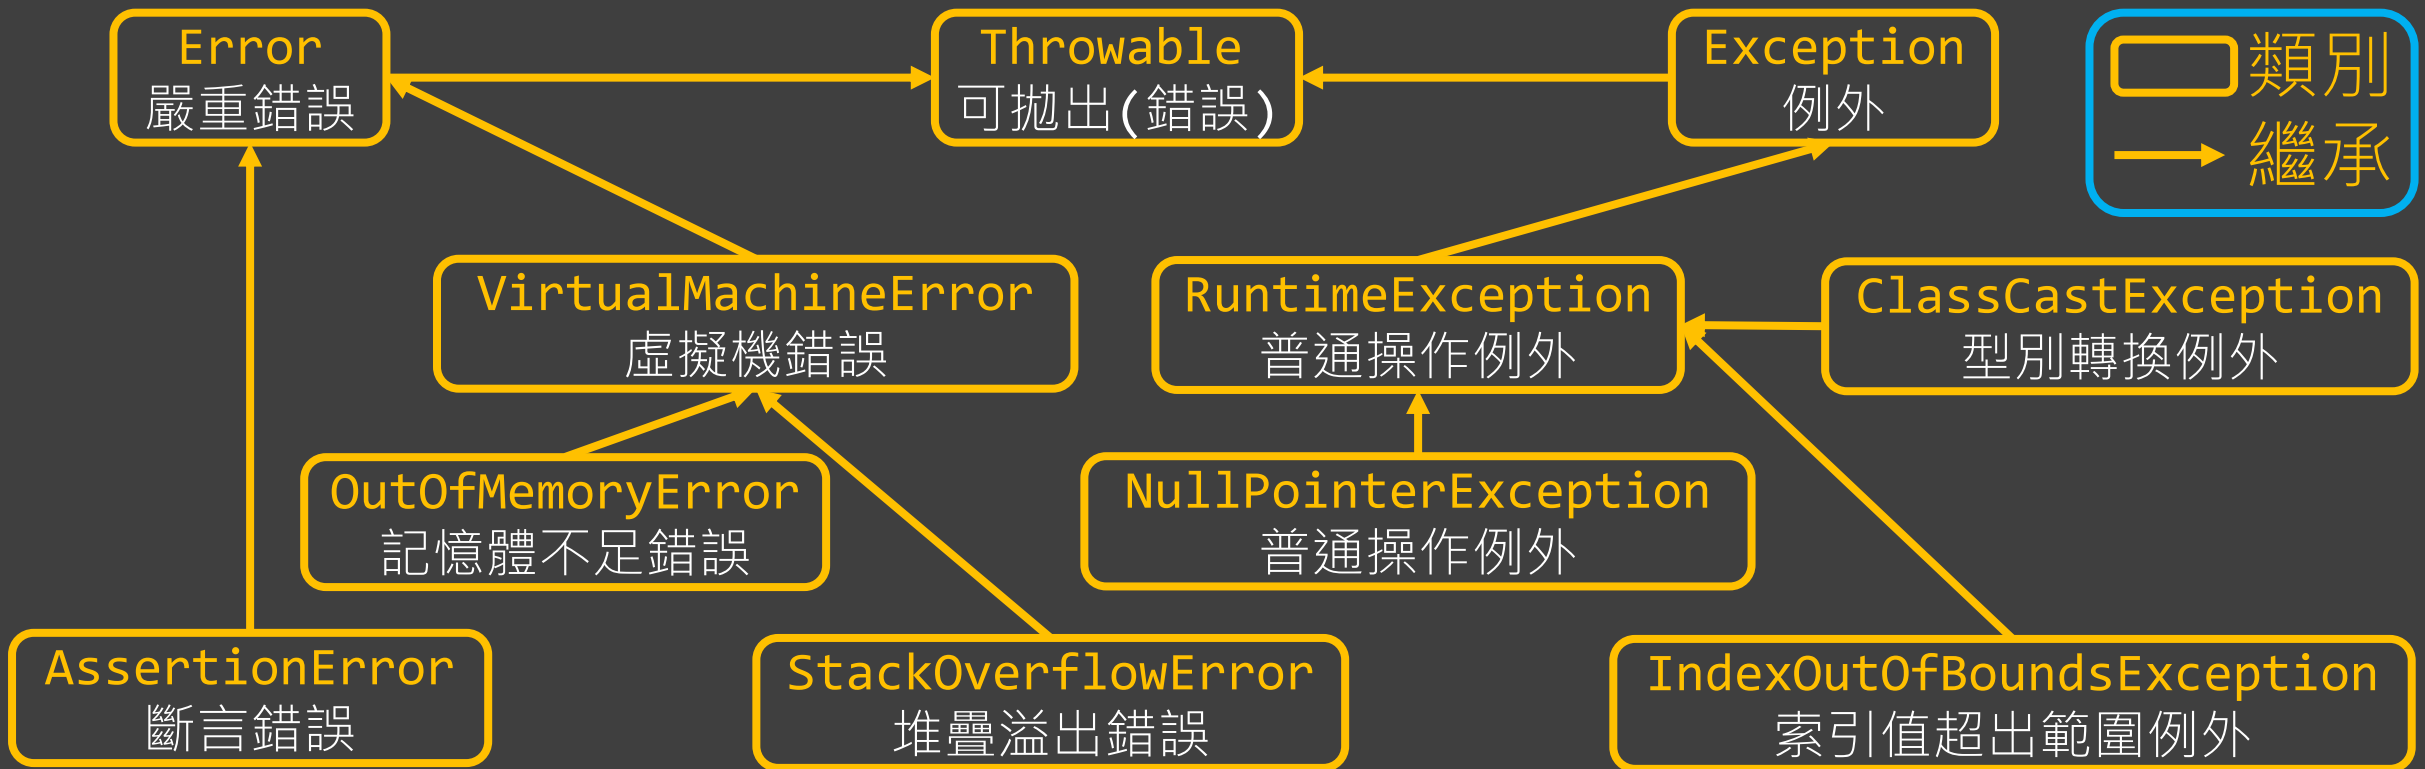 Error
嚴重錯誤
Throwable
可拋出(錯誤)
Exception
例外
類別
繼承
VirtualMachineError
虛擬機錯誤
RuntimeException
普通操作例外
ClassCastException
型別轉換例外
OutOfMemoryError
記憶體不足錯誤
NullPointerException
普通操作例外
AssertionError
斷言錯誤
StackOverflowError
堆疊溢出錯誤
IndexOutOfBoundsException
索引值超出範圍例外